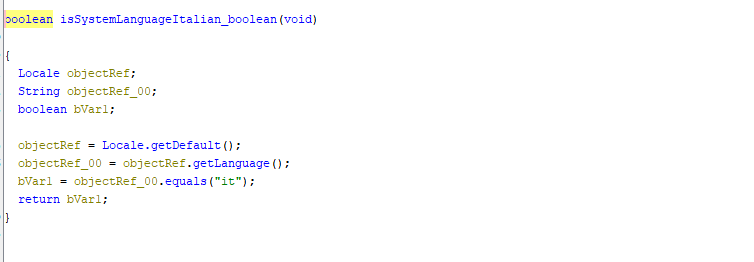 boolean isSystemLanguageItalian_boolean(void)
{
Locale objectRef;
String objectRef_00;
boolean bVar1;
objectRef = Locale.getDefault();
objectRef_00 = objectRef.getLanguage();
bVar1 = objectRef_00.equals("it");
return bVar1;
}